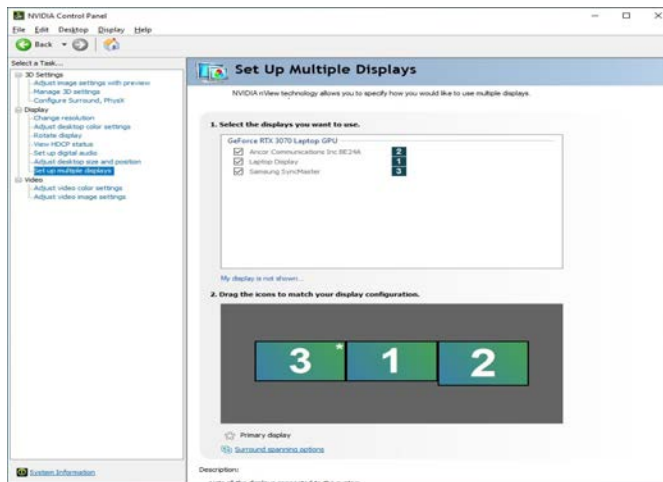 NVIDIA Control Panel
File Edit Desktop Display Help
Back
Select a Task...
3D Settings
Adjust image settings with preview
Manage 3D settings
Configure Surround, PhysX
Display
Change resolution
Adjust desktop color settings
Rotate display
View HDCP status
Set up digital audio
Adjust desktop size and position
Set up multiple displays
Video
Adjust video color settings
Adjust video image settings
System Information
Set Up Multiple Displays
NVIDIA nView technology allows you to specify how you would like to use multiple displays.
1. Select the displays you want to use.
GeForce RTX 3070 Laptop GPU
Ancor Communications Inc BE24A 2
Laptop Display 1
Samsung SyncMaster 3
My display is not shown...
2. Drag the icons to match your display configuration.
3 * 1 2
Primary display
Surround spanning options
Description: